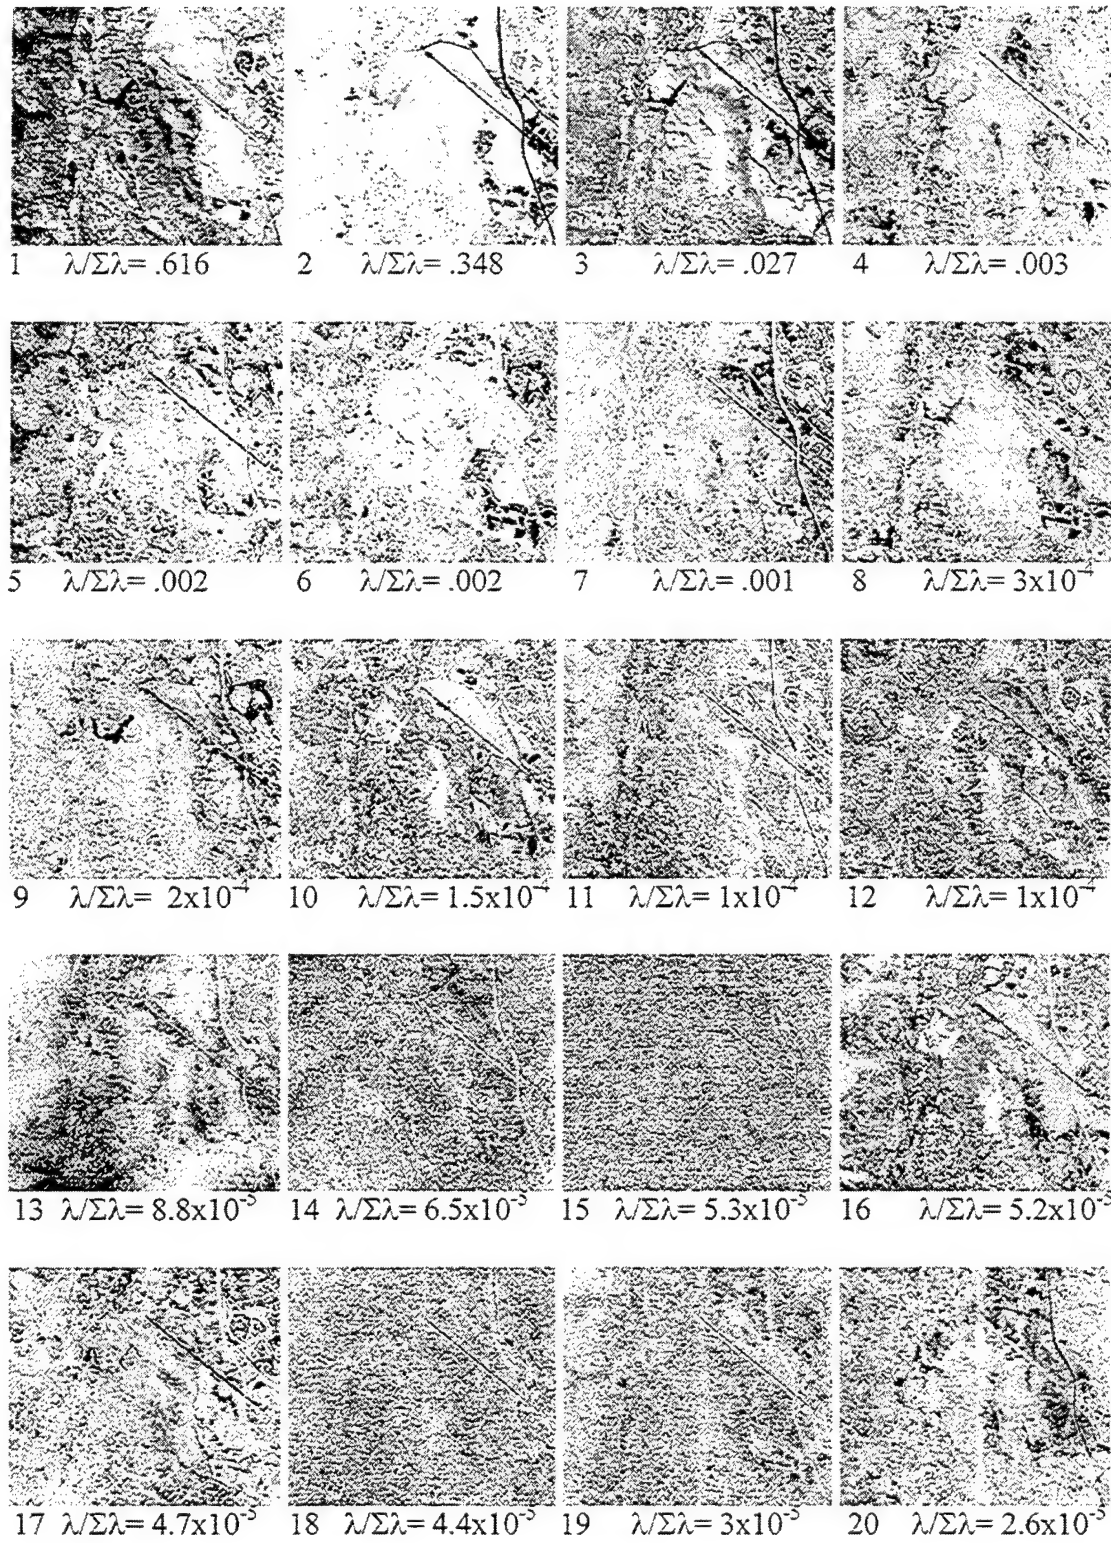 1 λ/Σλ= .616 2 λ/Σλ= .348 3 λ/Σλ= .027 4 λ/Σλ= .003
5 λ/Σλ= .002 6 λ/Σλ= .002 7 λ/Σλ= .001 8 λ/Σλ= 3x10⁻⁴
9 λ/Σλ= 2x10⁻⁴ 10 λ/Σλ= 1.5x10⁻⁴ 11 λ/Σλ= 1x10⁻⁴ 12 λ/Σλ= 1x10⁻⁴
13 λ/Σλ= 8.8x10⁻⁵ 14 λ/Σλ= 6.5x10⁻⁵ 15 λ/Σλ= 5.3x10⁻⁵ 16 λ/Σλ= 5.2x10⁻⁵
17 λ/Σλ= 4.7x10⁻⁵ 18 λ/Σλ= 4.4x10⁻⁵ 19 λ/Σλ= 3x10⁻⁵ 20 λ/Σλ= 2.6x10⁻⁵